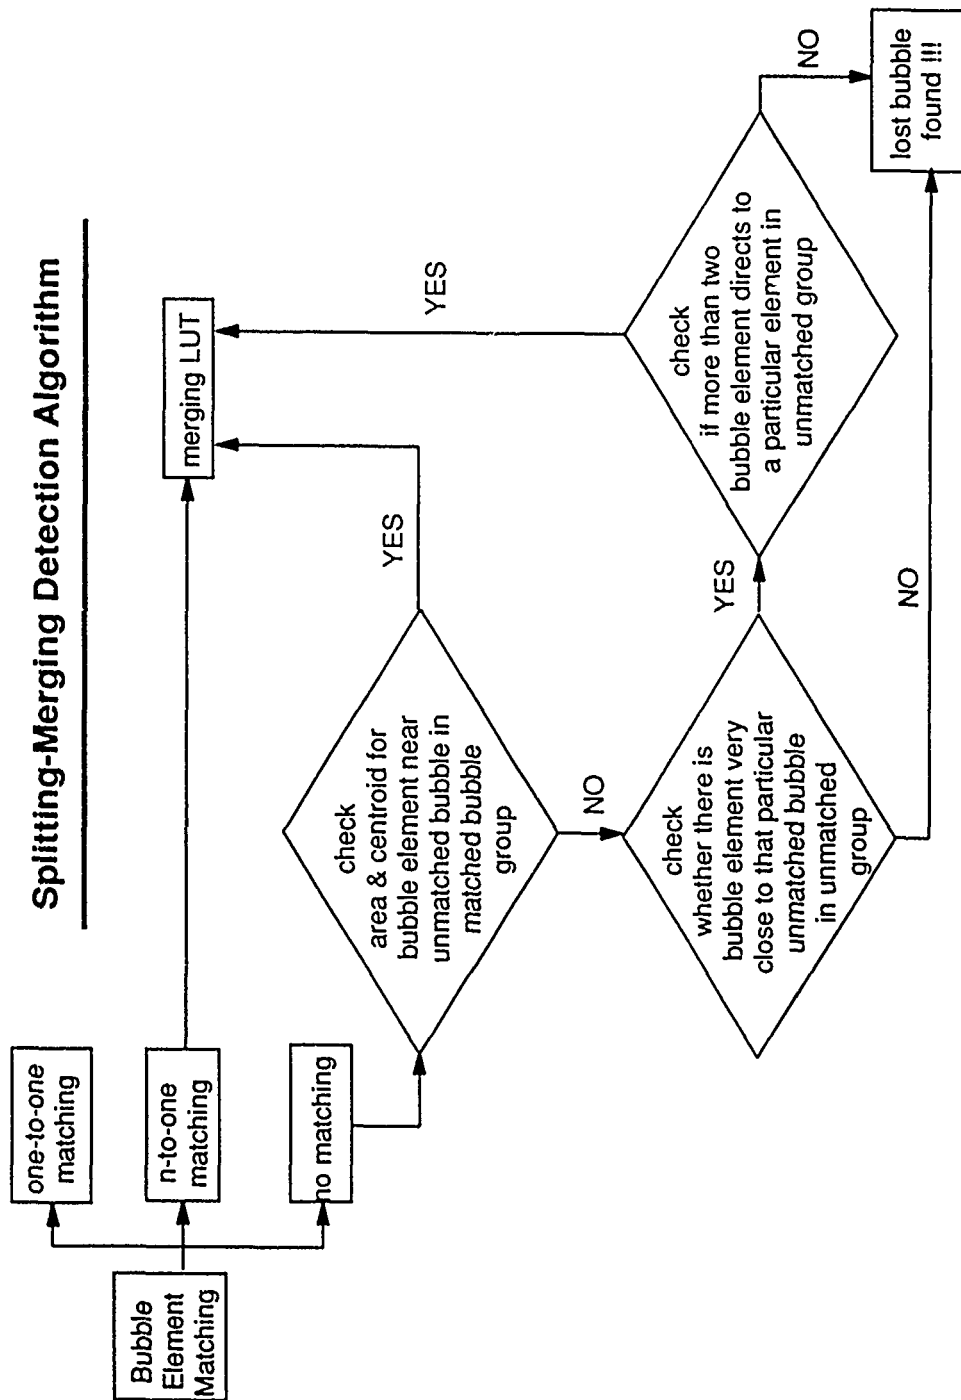 Splitting-Merging Detection Algorithm
Bubble
Element
Matching
one-to-one
matching
n-to-one
matching
no matching
merging LUT
check
area & centroid for
bubble element near
unmatched bubble in
matched bubble
group
YES
NO
check
whether there is
bubble element very
close to that particular
unmatched bubble
in unmatched
group
YES
NO
check
if more than two
bubble element directs to
a particular element in
unmatched group
YES
NO
lost bubble
found !!!